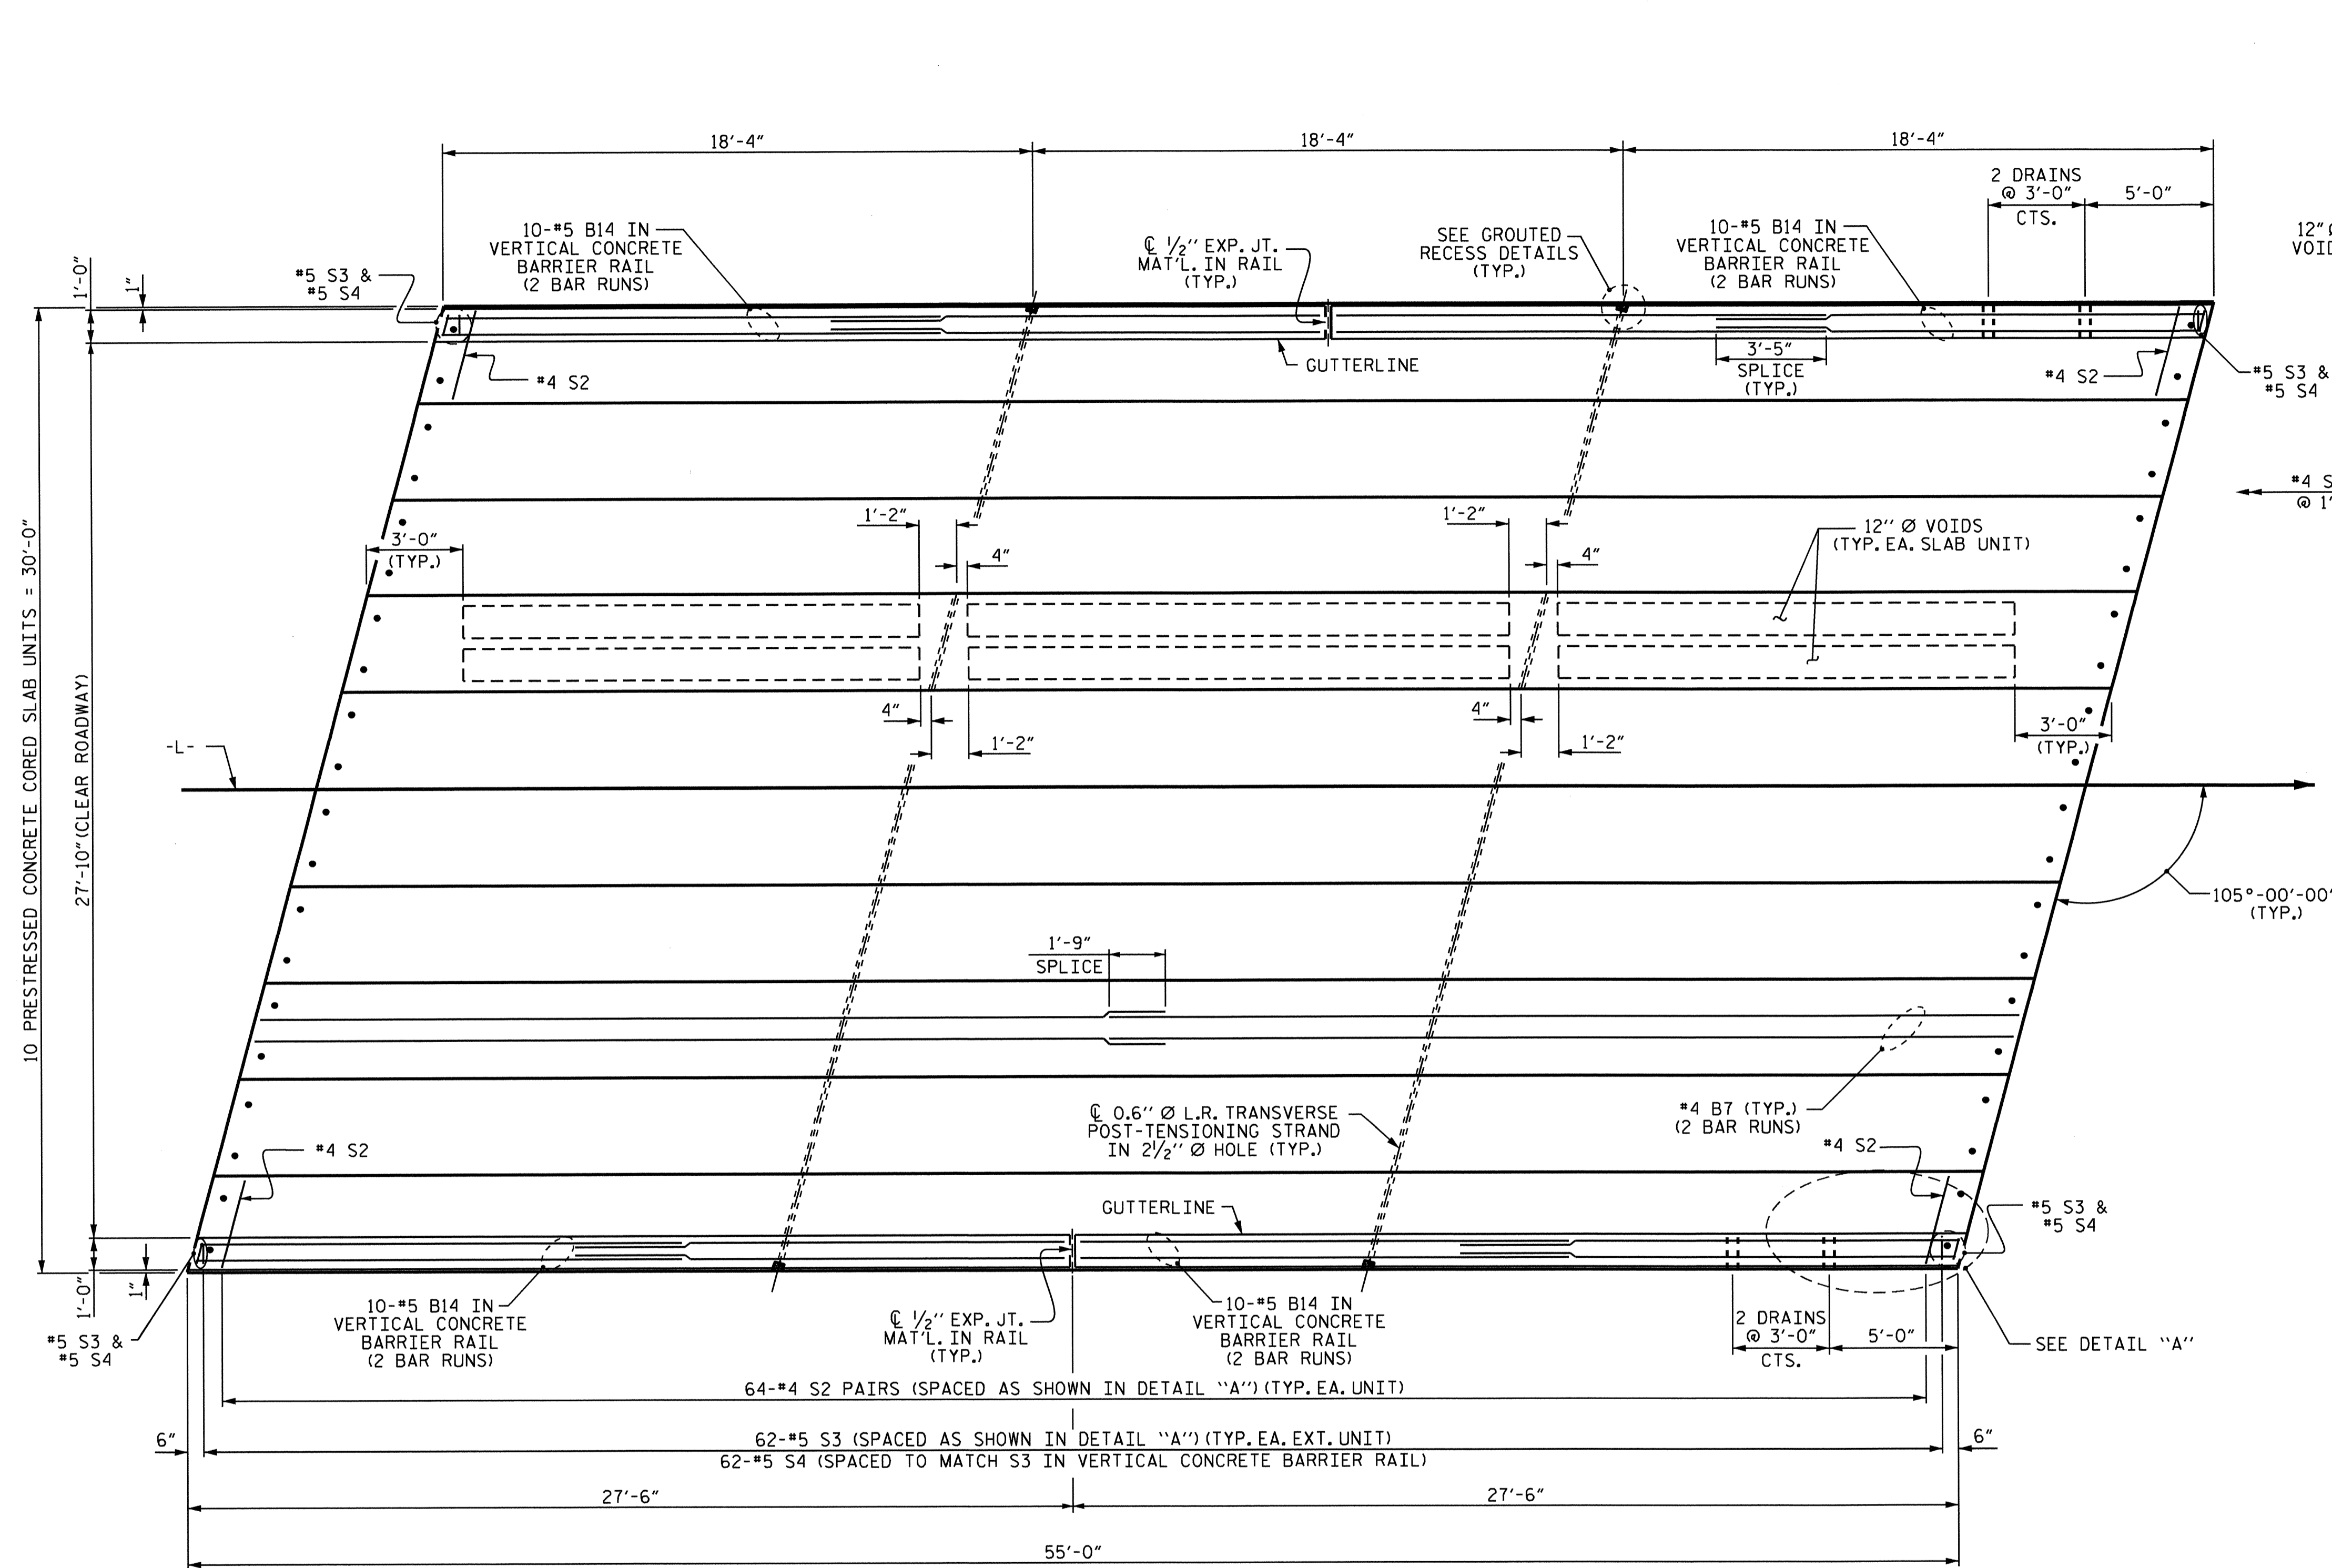 18'-4"
18'-4"
18'-4"
2 DRAINS
@ 3'-0"
CTS.
5'-0"
10-#5 B14 IN
VERTICAL CONCRETE
BARRIER RAIL
(2 BAR RUNS)
℄ 1/2" EXP. JT.
MAT'L. IN RAIL
(TYP.)
SEE GROUTED
RECESS DETAILS
(TYP.)
10-#5 B14 IN
VERTICAL CONCRETE
BARRIER RAIL
(2 BAR RUNS)
12" Ø
VOID
1'-0"
1"
#5 S3 &
#5 S4
GUTTERLINE
3'-5"
SPLICE
(TYP.)
#4 S2
#4 S2
#5 S3 &
#5 S4
#4 S
@ 1'
1'-2"
4"
1'-2"
4"
12" Ø VOIDS
(TYP. EA. SLAB UNIT)
3'-0"
(TYP.)
10 PRESTRESSED CONCRETE CORED SLAB UNITS = 30'-0"
27'-10" (CLEAR ROADWAY)
4"
1'-2"
4"
1'-2"
3'-0"
(TYP.)
-L-
105°-00'-00"
(TYP.)
1'-9"
SPLICE
℄ 0.6" Ø L.R. TRANSVERSE
POST-TENSIONING STRAND
IN 2 1/2" Ø HOLE (TYP.)
#4 B7 (TYP.)
(2 BAR RUNS)
#4 S2
#4 S2
GUTTERLINE
#5 S3 &
#5 S4
1'-0"
1"
#5 S3 &
#5 S4
10-#5 B14 IN
VERTICAL CONCRETE
BARRIER RAIL
(2 BAR RUNS)
℄ 1/2" EXP. JT.
MAT'L. IN RAIL
(TYP.)
10-#5 B14 IN
VERTICAL CONCRETE
BARRIER RAIL
(2 BAR RUNS)
2 DRAINS
@ 3'-0"
CTS.
5'-0"
SEE DETAIL "A"
64-#4 S2 PAIRS (SPACED AS SHOWN IN DETAIL "A") (TYP. EA. UNIT)
6"
62-#5 S3 (SPACED AS SHOWN IN DETAIL "A") (TYP. EA. EXT. UNIT)
6"
62-#5 S4 (SPACED TO MATCH S3 IN VERTICAL CONCRETE BARRIER RAIL)
27'-6"
27'-6"
55'-0"